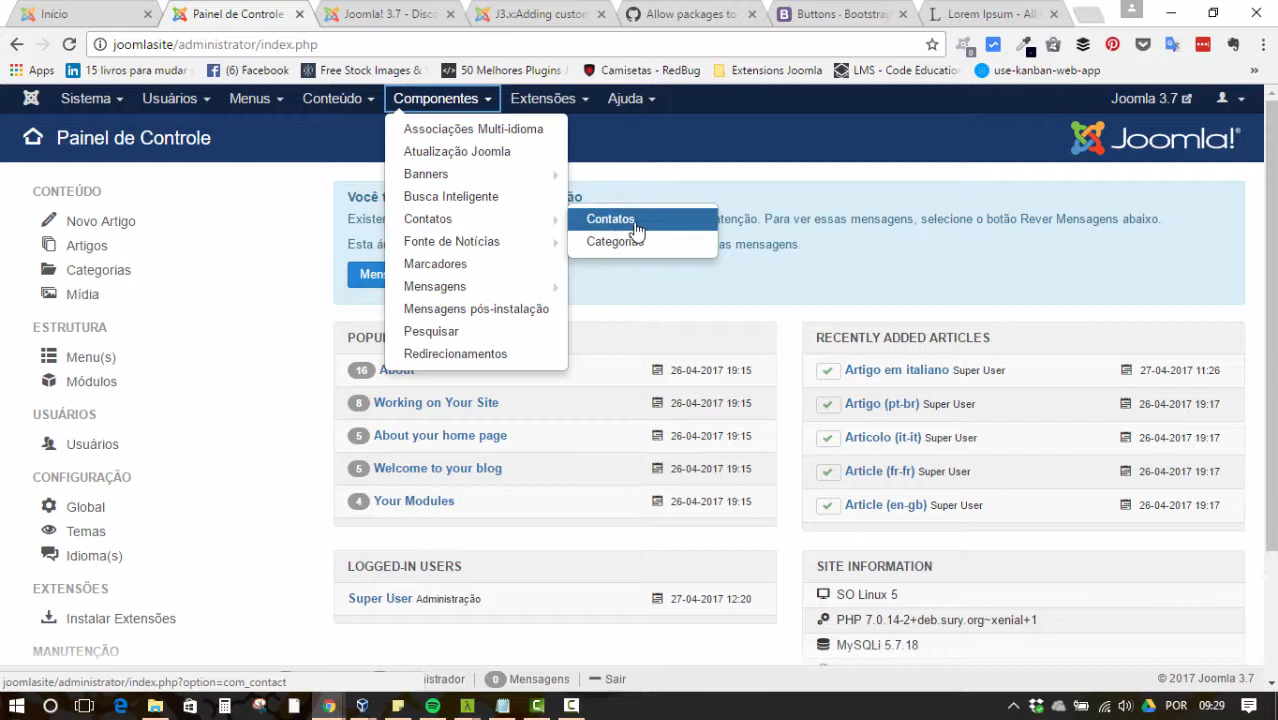 Início
Painel de Controle
Joomla! 3.7 - Disco
J3.x:Adding custom
Allow packages to
Buttons · Bootstrap
Lorem Ipsum - All
joomlasite/administrator/index.php
Apps
15 livros para mudar
(6) Facebook
Free Stock Images &
50 Melhores Plugins
Camisetas - RedBug
Extensions Joomla
LMS - Code Education
use-kanban-web-app
»
Sistema
Usuários
Menus
Conteúdo
Componentes
Extensões
Ajuda
Joomla 3.7
Painel de Controle
Joomla!
Associações Multi-idioma
Atualização Joomla
Banners
Busca Inteligente
Contatos
Fonte de Notícias
Marcadores
Mensagens
Mensagens pós-instalação
Pesquisar
Redirecionamentos
Contatos
Categorias
CONTEÚDO
Novo Artigo
Artigos
Categorias
Mídia
ESTRUTURA
Menu(s)
Módulos
USUÁRIOS
Usuários
CONFIGURAÇÃO
Global
Temas
Idioma(s)
EXTENSÕES
Instalar Extensões
MANUTENÇÃO
Você
Para ver essas mensagens, selecione o botão Rever Mensagens abaixo.
Esta as mensagens.
16 About 26-04-2017 19:15
8 Working on Your Site 26-04-2017 19:15
5 About your home page 26-04-2017 19:15
5 Welcome to your blog 26-04-2017 19:15
4 Your Modules 26-04-2017 19:15
RECENTLY ADDED ARTICLES
Artigo em italiano Super User 27-04-2017 11:26
Artigo (pt-br) Super User 26-04-2017 19:17
Articolo (it-it) Super User 26-04-2017 19:17
Article (fr-fr) Super User 26-04-2017 19:17
Article (en-gb) Super User 26-04-2017 19:17
LOGGED-IN USERS
Super User Administração 27-04-2017 12:20
SITE INFORMATION
SO Linux 5
PHP 7.0.14-2+deb.sury.org~xenial+1
MySQLi 5.7.18
joomlasite/administrator/index.php?option=com_contact
0 Mensagens
Sair
© 2017 Joomla 3.7
POR
09:29